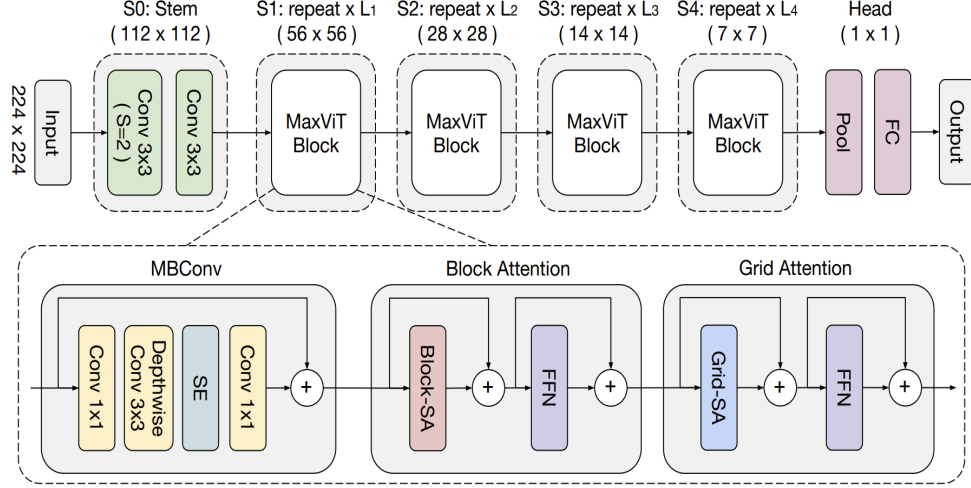 S0: Stem
( 112 x 112 )
S1: repeat x L₁
( 56 x 56 )
S2: repeat x L₂
( 28 x 28 )
S3: repeat x L₃
( 14 x 14 )
S4: repeat x L₄
( 7 x 7 )
Head
( 1 x 1 )
224 x 224
Input
Conv 3x3
( S=2 )
Conv 3x3
MaxViT
Block
MaxViT
Block
MaxViT
Block
MaxViT
Block
Pool
FC
Output
MBConv
Block Attention
Grid Attention
Conv 1x1
Depthwise
Conv 3x3
SE
Conv 1x1
+
Block-SA
+
FFN
+
Grid-SA
+
FFN
+